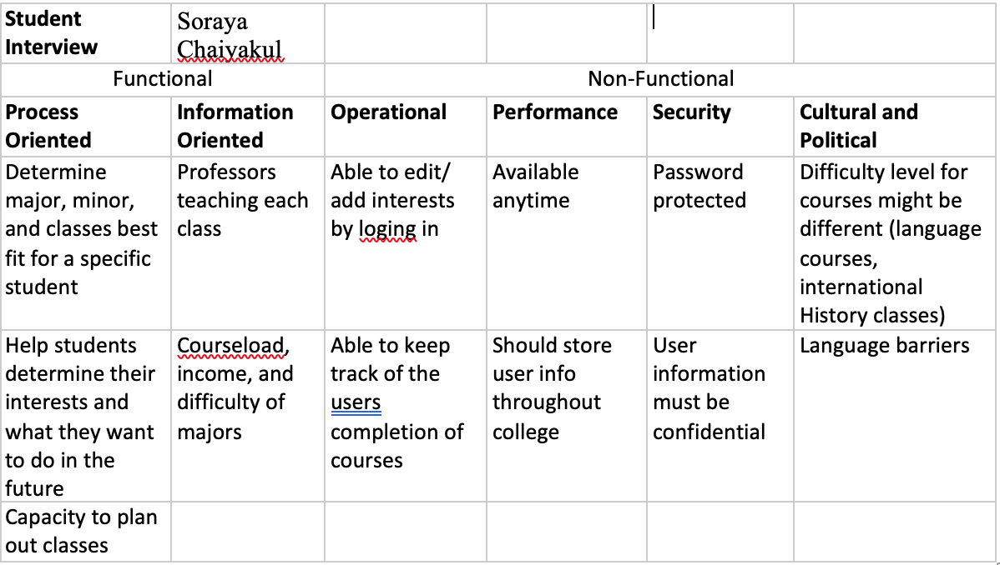 Student
Interview
Soraya
Chaiyakul
Functional
Non-Functional
Process
Oriented
Information
Oriented
Operational
Performance
Security
Cultural and
Political
Determine
major, minor,
and classes best
fit for a specific
student
Professors
teaching each
class
Able to edit/
add interests
by loging in
Available
anytime
Password
protected
Difficulty level for
courses might be
different (language
courses,
international
History classes)
Help students
determine their
interests and
what they want
to do in the
future
Courseload,
income, and
difficulty of
majors
Able to keep
track of the
users
completion of
courses
Should store
user info
throughout
college
User
information
must be
confidential
Language barriers
Capacity to plan
out classes